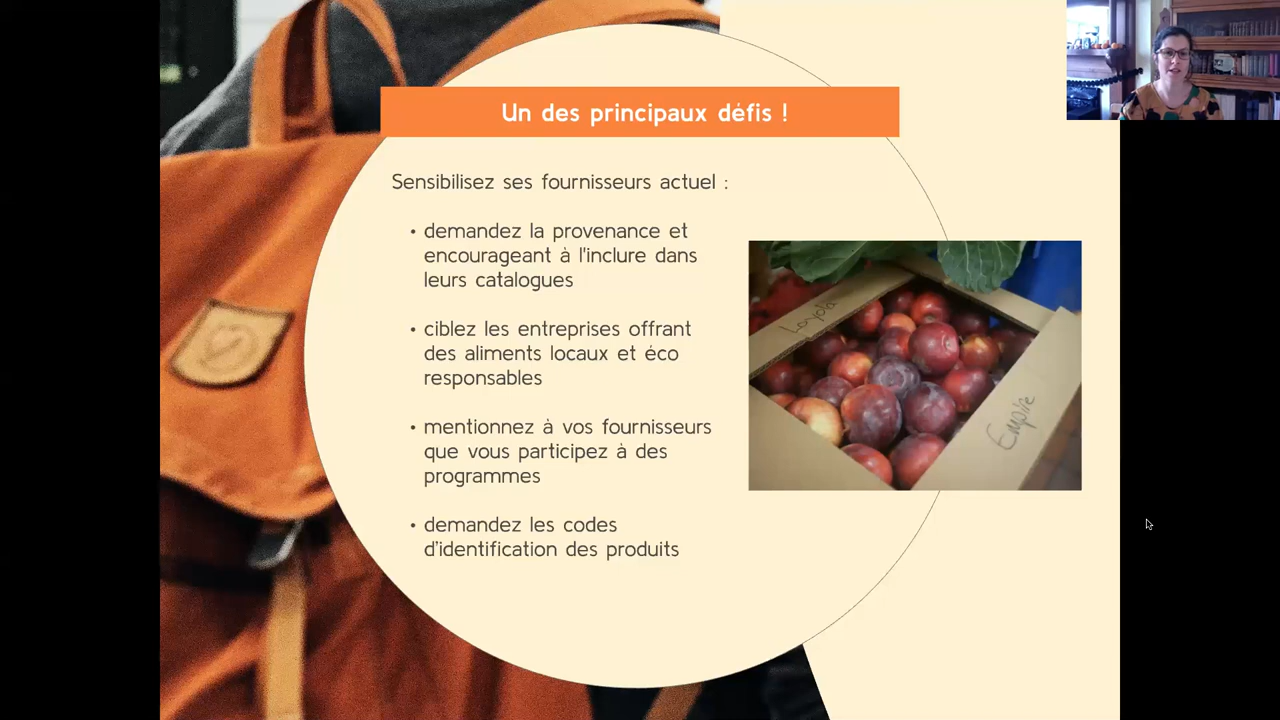 Un des principaux défis !
Sensibilisez ses fournisseurs actuel :
• demandez la provenance et
encourageant à l'inclure dans
leurs catalogues
• ciblez les entreprises offrant
des aliments locaux et éco
responsables
• mentionnez à vos fournisseurs
que vous participez à des
programmes
• demandez les codes
d'identification des produits
Loyola
Empire